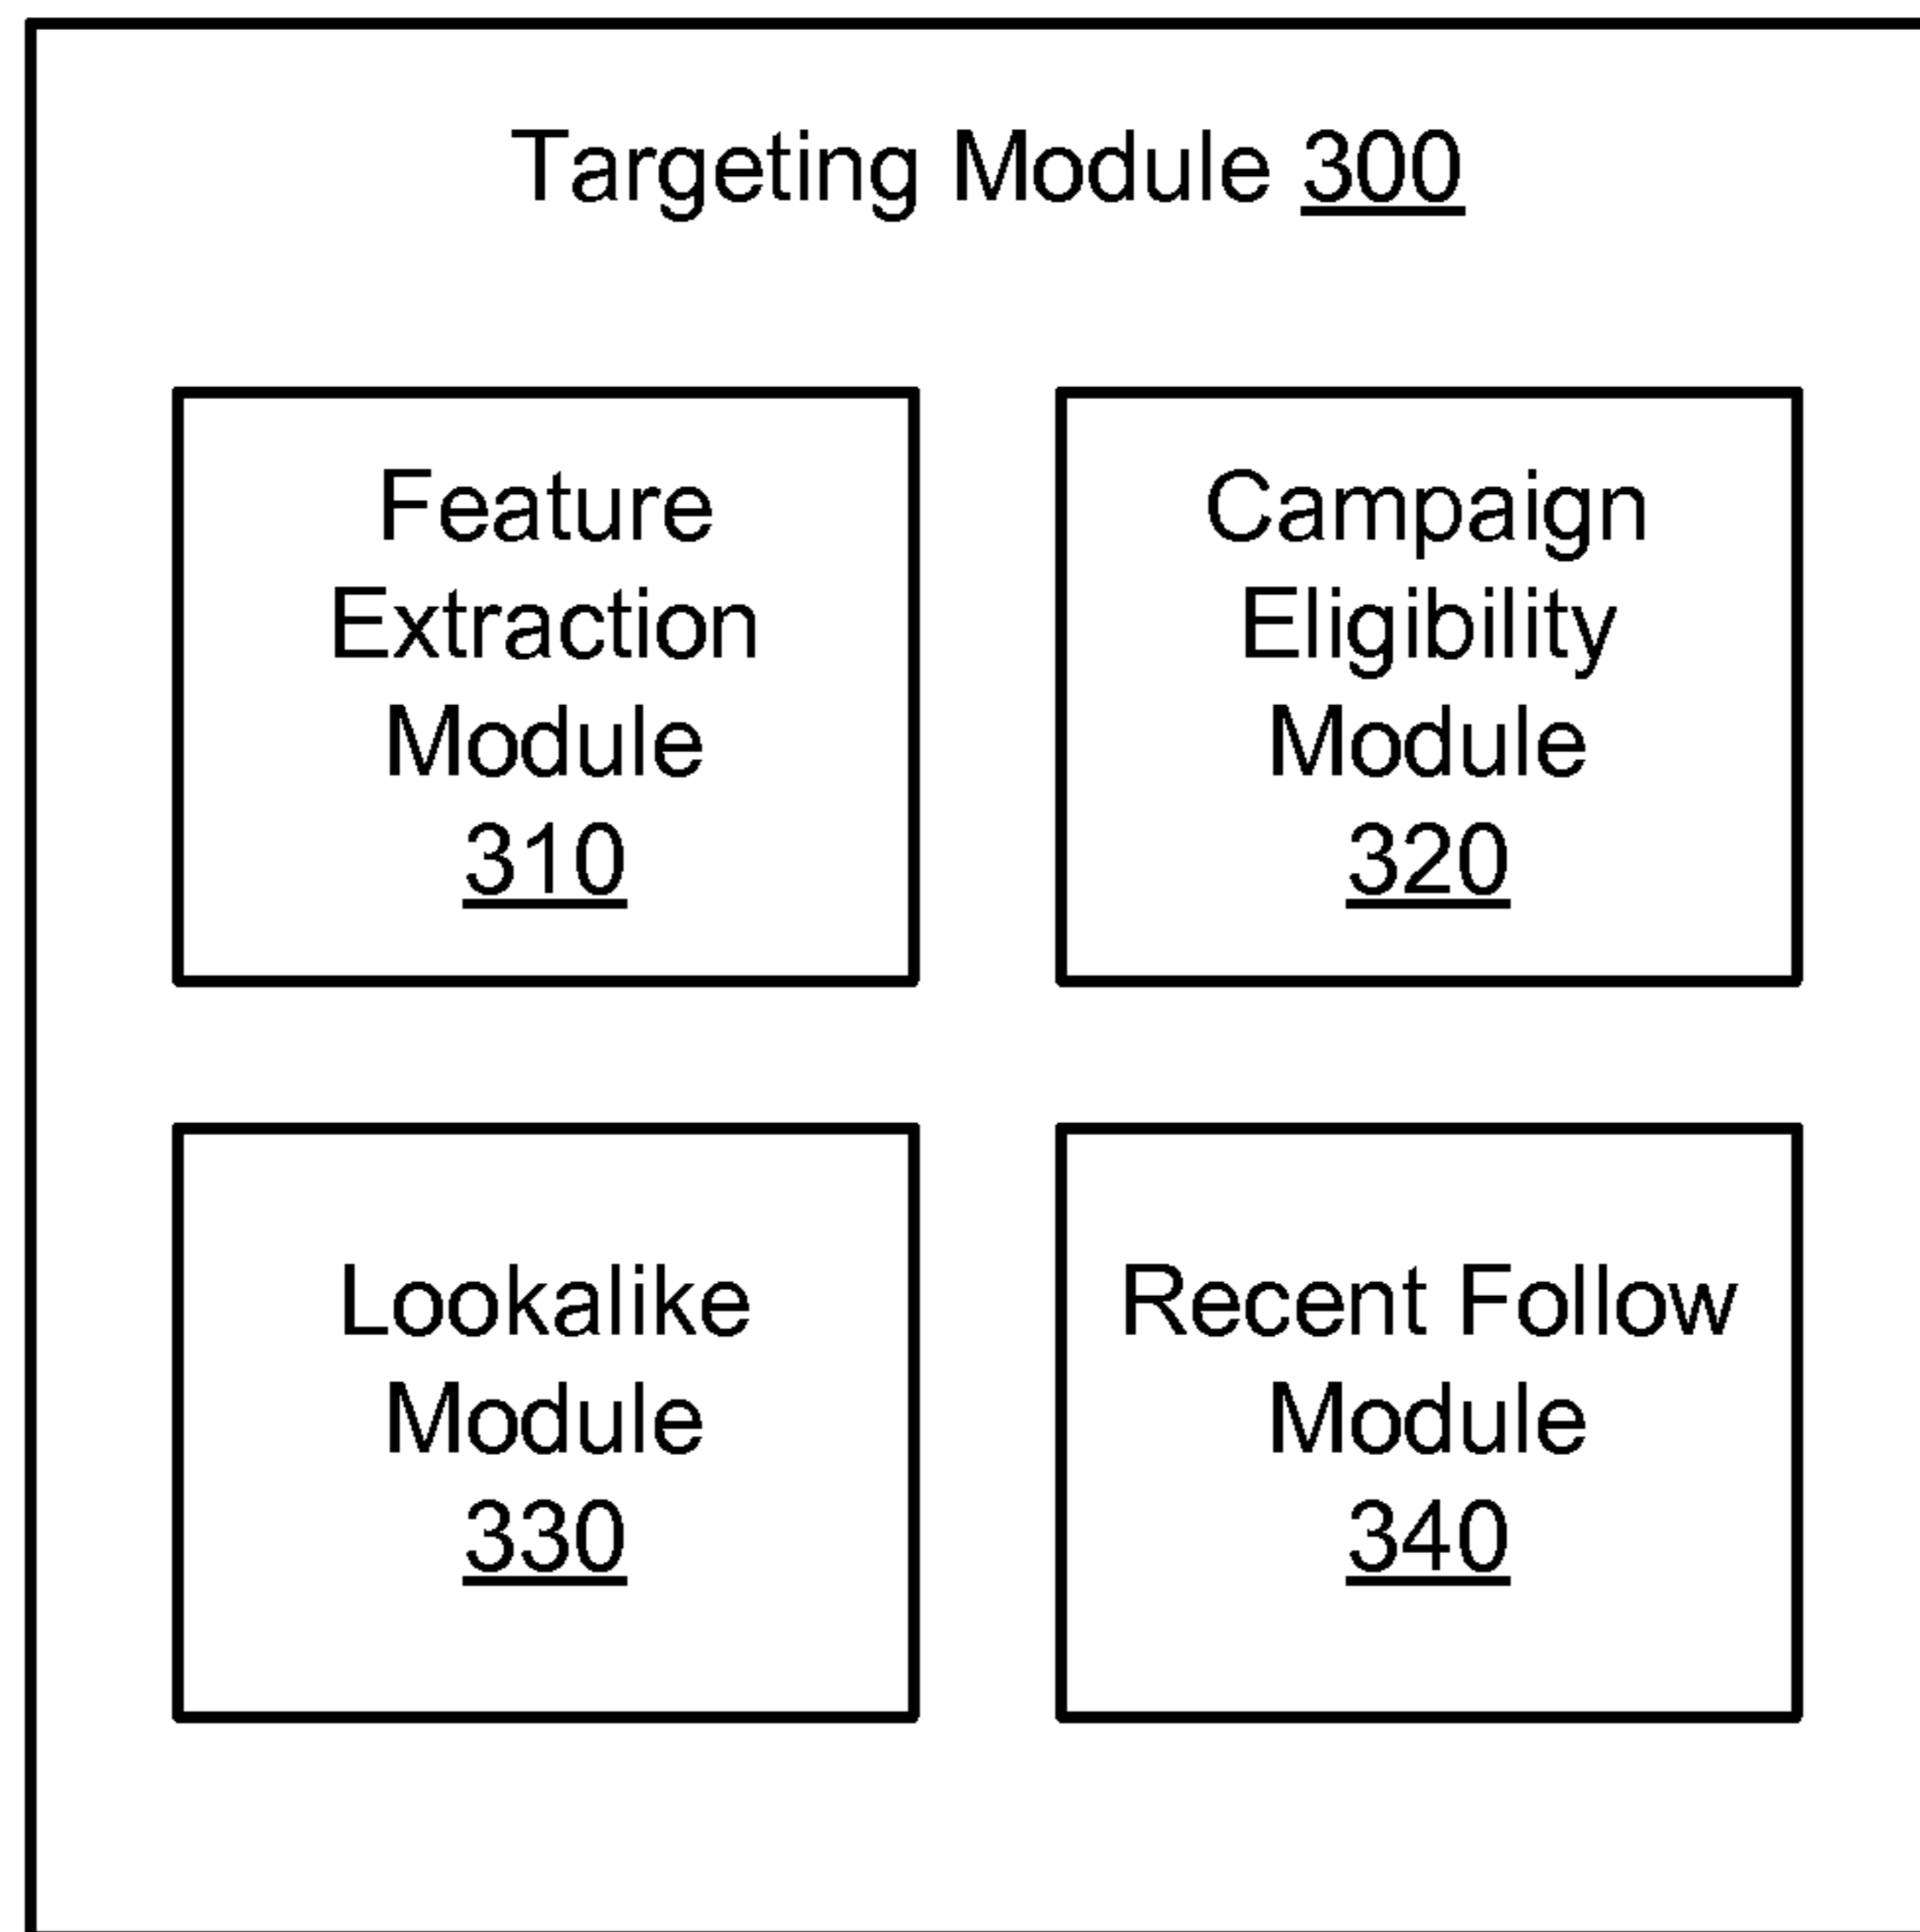 Targeting Module 300
Feature
Extraction
Module
310
Campaign
Eligibility
Module
320
Lookalike
Module
330
Recent Follow
Module
340